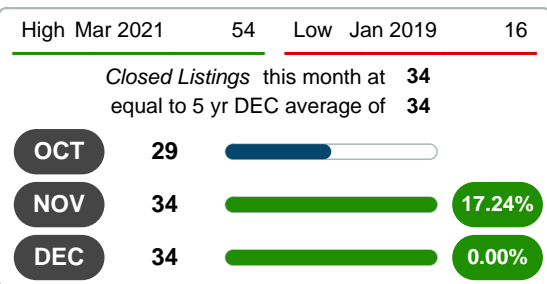 High Mar 2021 54 Low Jan 2019 16
Closed Listings this month at 34
equal to 5 yr DEC average of 34
OCT 29
NOV 34 17.24%
DEC 34 0.00%